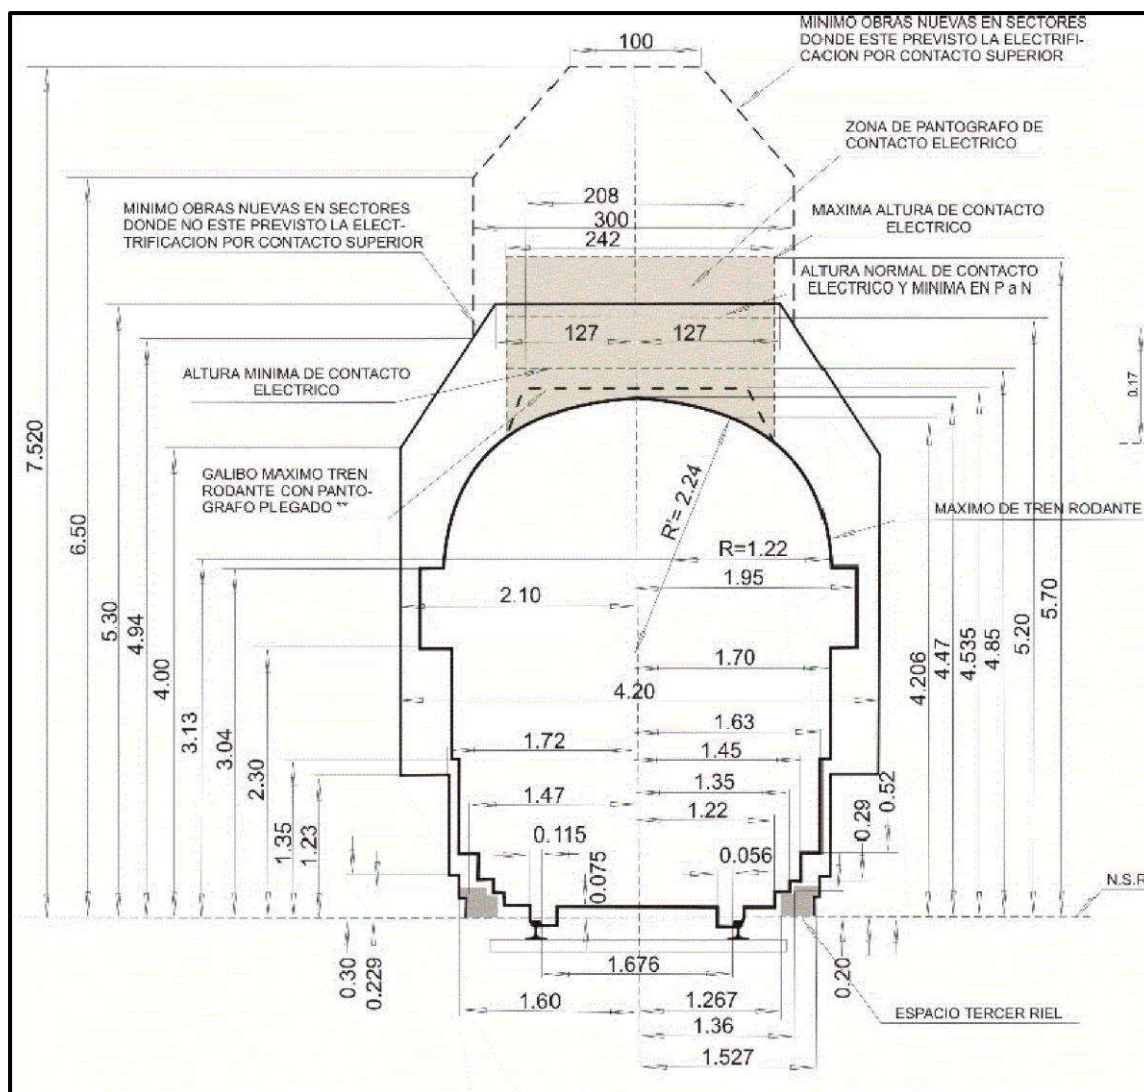 MINIMO OBRAS NUEVAS EN SECTORES
DONDE ESTE PREVISTO LA ELECTRIFI-
CACION POR CONTACTO SUPERIOR
100
ZONA DE PANTOGRAFO DE
CONTACTO ELECTRICO
208
MINIMO OBRAS NUEVAS EN SECTORES
DONDE NO ESTE PREVISTO LA ELECT-
TRIFICACION POR CONTACTO SUPERIOR
300
MAXIMA ALTURA DE CONTACTO
ELECTRICO
242
ALTURA NORMAL DE CONTACTO
ELECTRICO Y MINIMA EN P a N
127
127
ALTURA MINIMA DE CONTACTO
ELECTRICO
0.17
7.520
6.50
5.30
4.94
4.00
3.13
3.04
2.30
1.35
1.23
GALIBO MAXIMO TREN
RODANTE CON PANTO-
GRAFO PLEGADO **
R'= 2.24
MAXIMO DE TREN RODANTE
R=1.22
2.10
1.95
4.206
4.47
4.535
4.85
5.20
5.70
1.70
4.20
1.63
1.72
1.45
1.35
1.47
1.22
0.52
0.29
0.115
0.075
0.056
N.S.R
0.30
0.229
1.676
0.20
1.60
1.267
ESPACIO TERCER RIEL
1.36
1.527